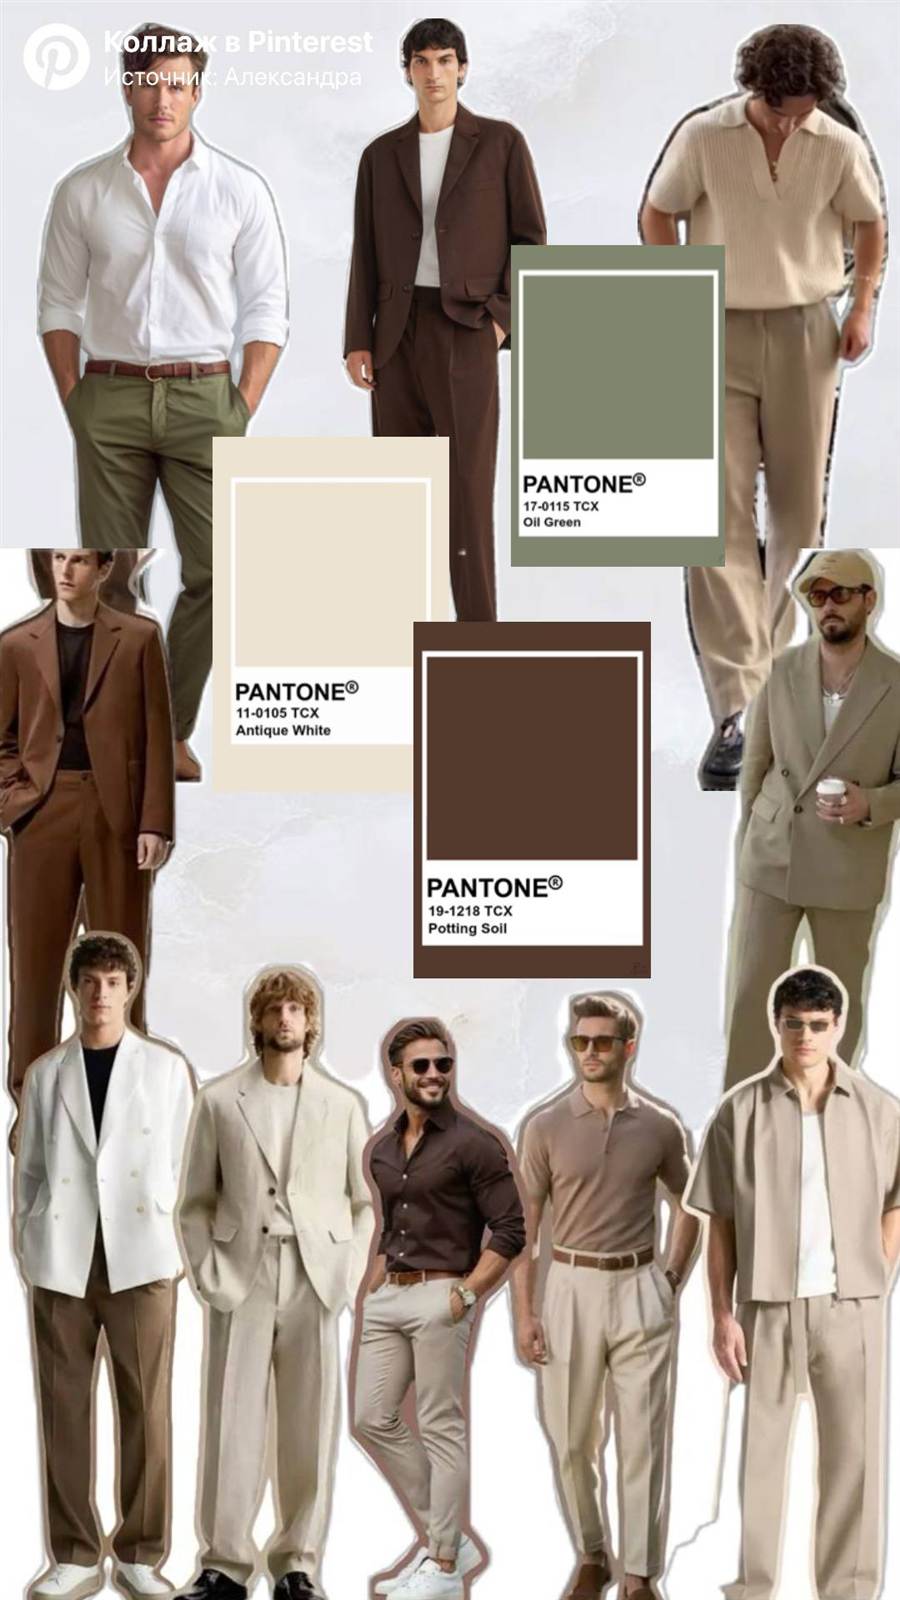 Коллаж в Pinterest
Источник: Александра
PANTONE®
17-0115 TCX
Oil Green
PANTONE®
11-0105 TCX
Antique White
PANTONE®
19-1218 TCX
Potting Soil